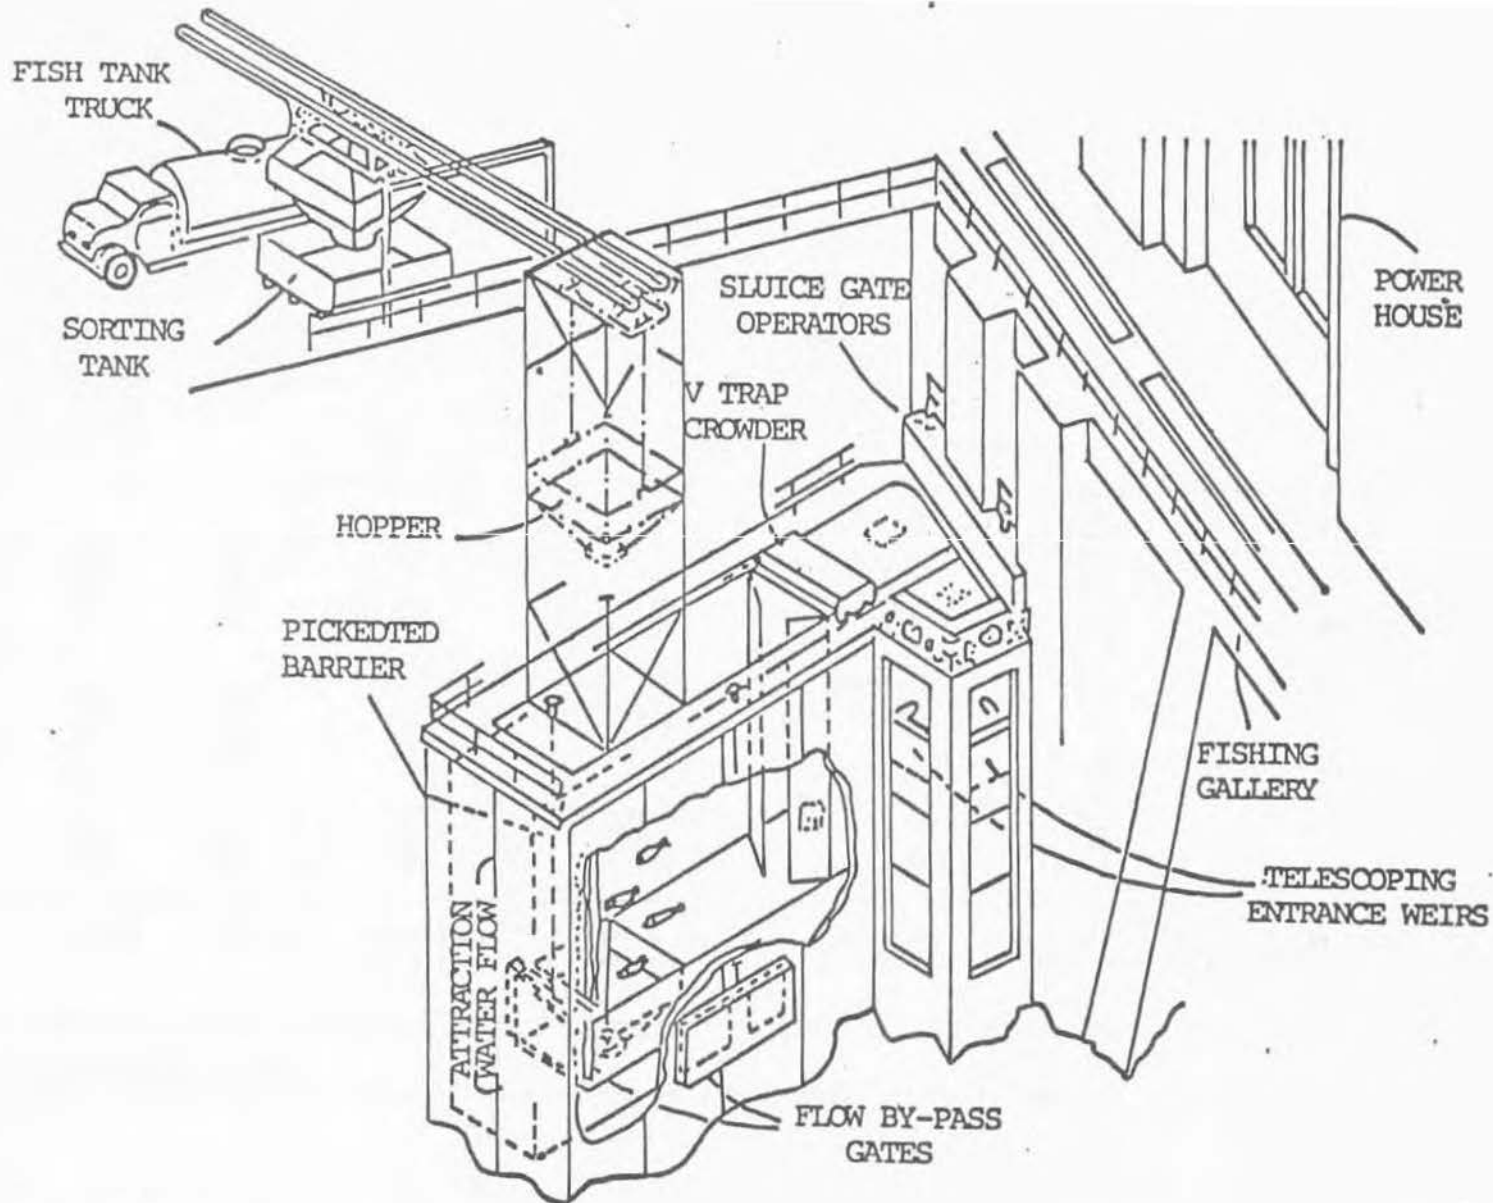 FISH TANK
TRUCK
SORTING
TANK
SLUICE GATE
OPERATORS
POWER
HOUSE
V TRAP
CROWDER
HOPPER
PICKEDTED
BARRIER
FISHING
GALLERY
TELESCOPING
ENTRANCE WEIRS
ATTRACTION
WATER FLOW
FLOW BY-PASS
GATES